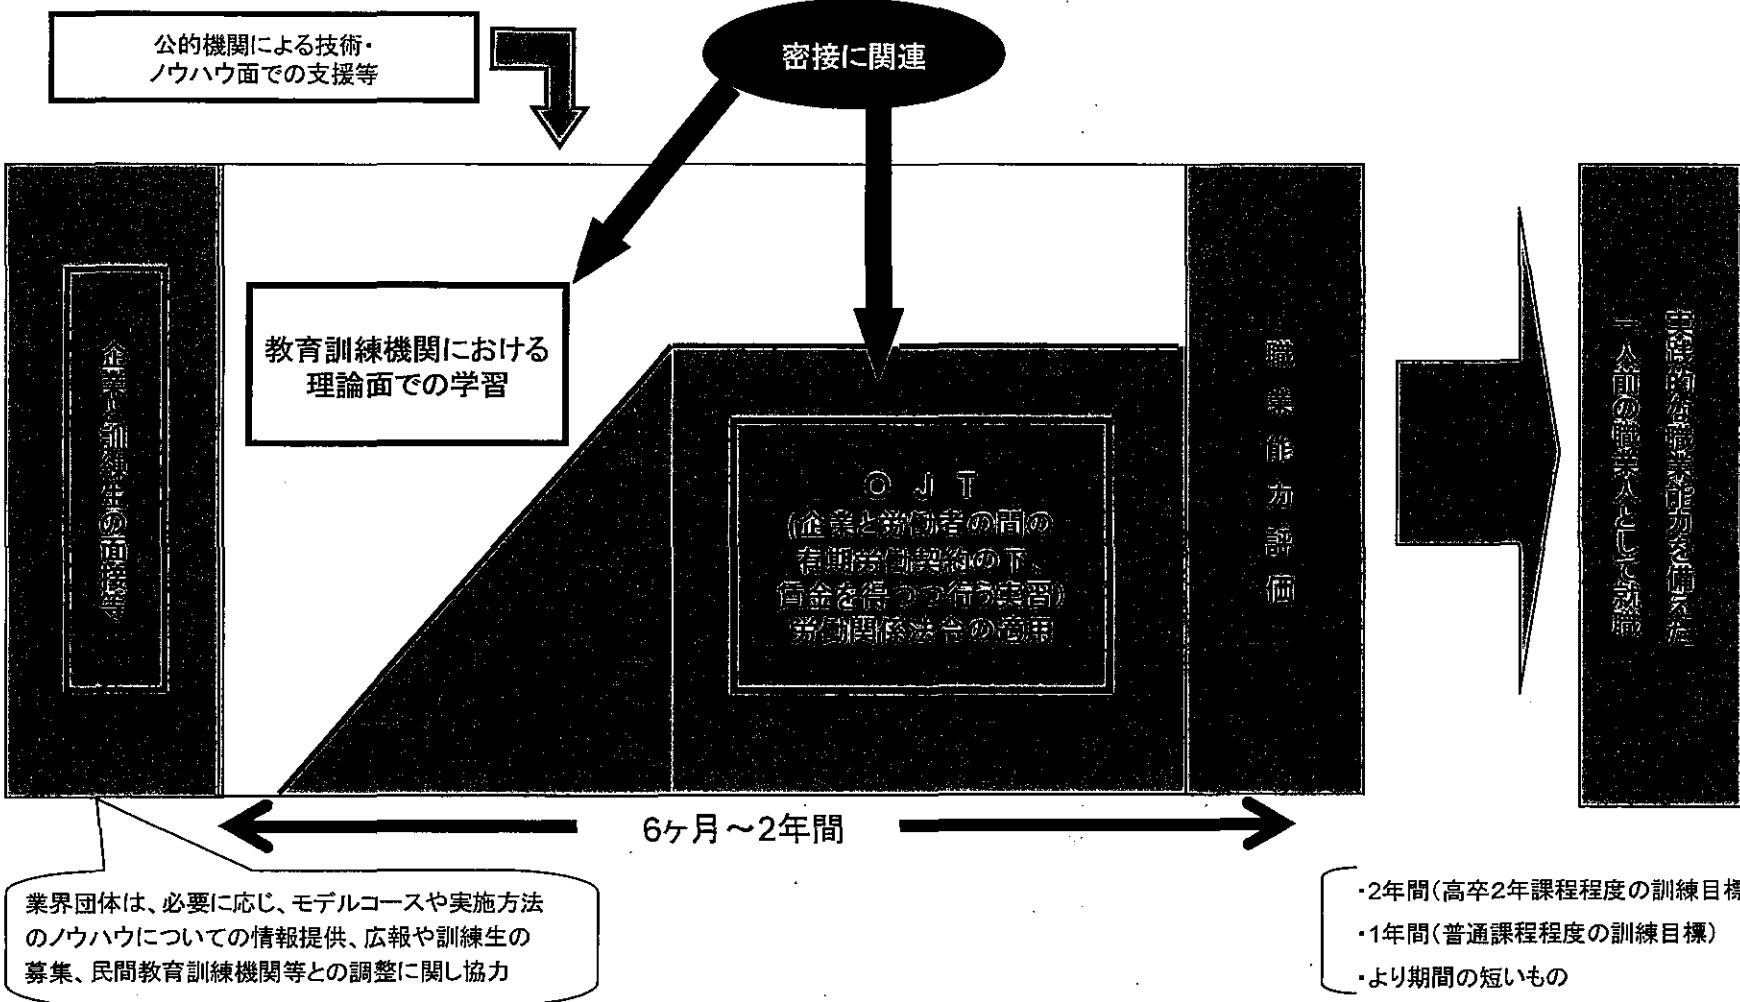 公的機関による技術・
ノウハウ面での支援等
密接に関連
企業と訓練生の面接等
教育訓練機関における
理論面での学習
OJT
(企業と労働者の間の
有期労働契約の下、
賃金を得つつ行う実習)
労働関係法令の適用
職業能力評価
実践的な職業能力を備えた
一人前の職業人として就職
6ヶ月～2年間
業界団体は、必要に応じ、モデルコースや実施方法
のノウハウについての情報提供、広報や訓練生の
募集、民間教育訓練機関等との調整に関し協力
・2年間(高卒2年課程程度の訓練目標
・1年間(普通課程程度の訓練目標)
・より期間の短いもの